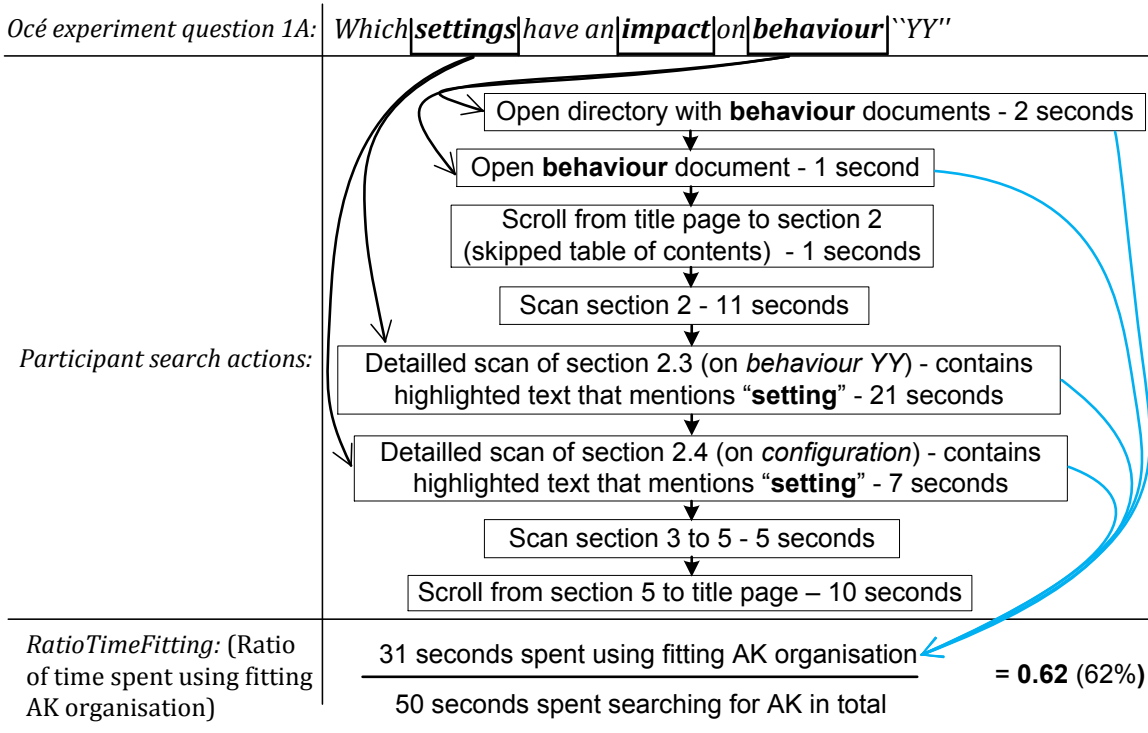 Océ experiment question 1A: Which settings have an impact on behaviour ``YY''
Open directory with behaviour documents - 2 seconds
Open behaviour document - 1 second
Scroll from title page to section 2
(skipped table of contents) - 1 seconds
Scan section 2 - 11 seconds
Participant search actions:
Detailled scan of section 2.3 (on behaviour YY) - contains
highlighted text that mentions “setting” - 21 seconds
Detailled scan of section 2.4 (on configuration) - contains
highlighted text that mentions “setting” - 7 seconds
Scan section 3 to 5 - 5 seconds
Scroll from section 5 to title page – 10 seconds
RatioTimeFitting: (Ratio
of time spent using fitting
AK organisation)
31 seconds spent using fitting AK organisation
50 seconds spent searching for AK in total
= 0.62 (62%)